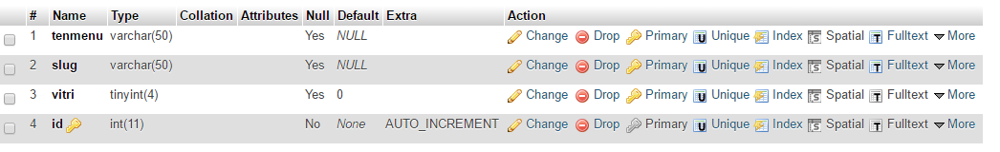 # Name Type Collation Attributes Null Default Extra Action
1 tenmenu varchar(50) Yes NULL Change Drop Primary Unique Index Spatial Fulltext More
2 slug varchar(50) Yes NULL Change Drop Primary Unique Index Spatial Fulltext More
3 vitri tinyint(4) Yes 0 Change Drop Primary Unique Index Spatial Fulltext More
4 id int(11) No None AUTO_INCREMENT Change Drop Primary Unique Index Spatial Fulltext More